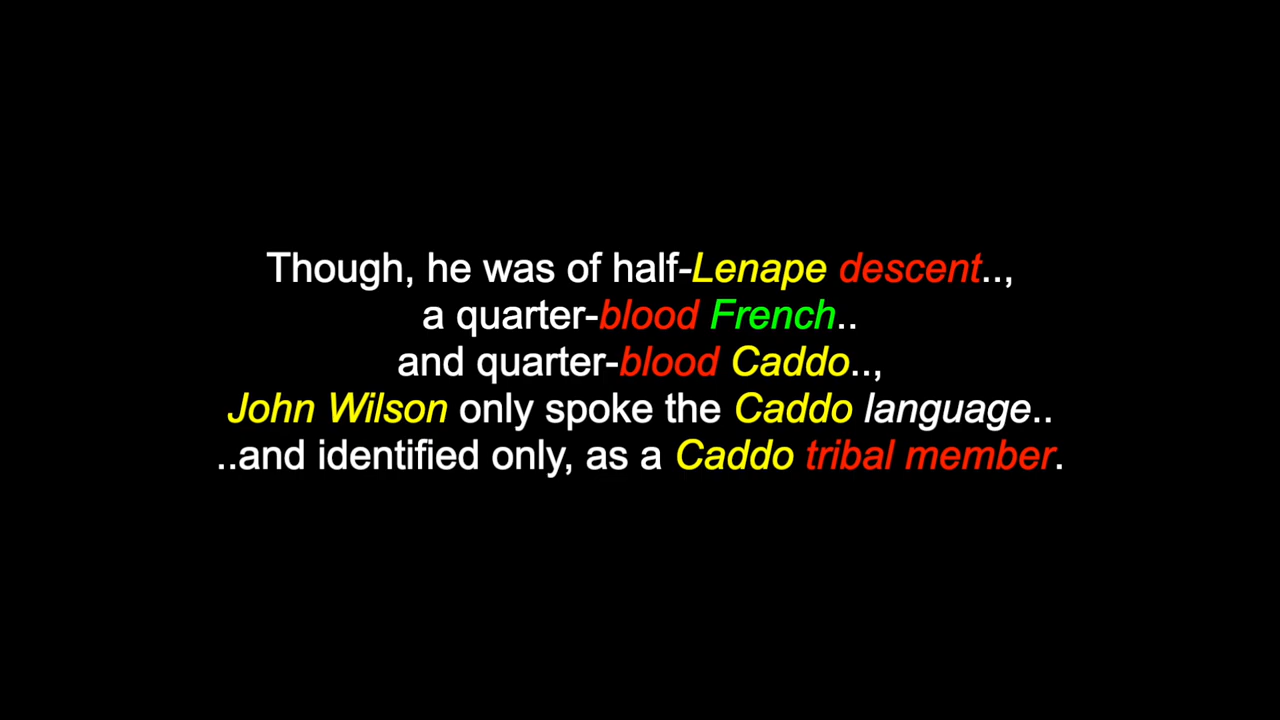 Though, he was of half-Lenape descent..,
a quarter-blood French..
and quarter-blood Caddo..,
John Wilson only spoke the Caddo language..
..and identified only, as a Caddo tribal member.